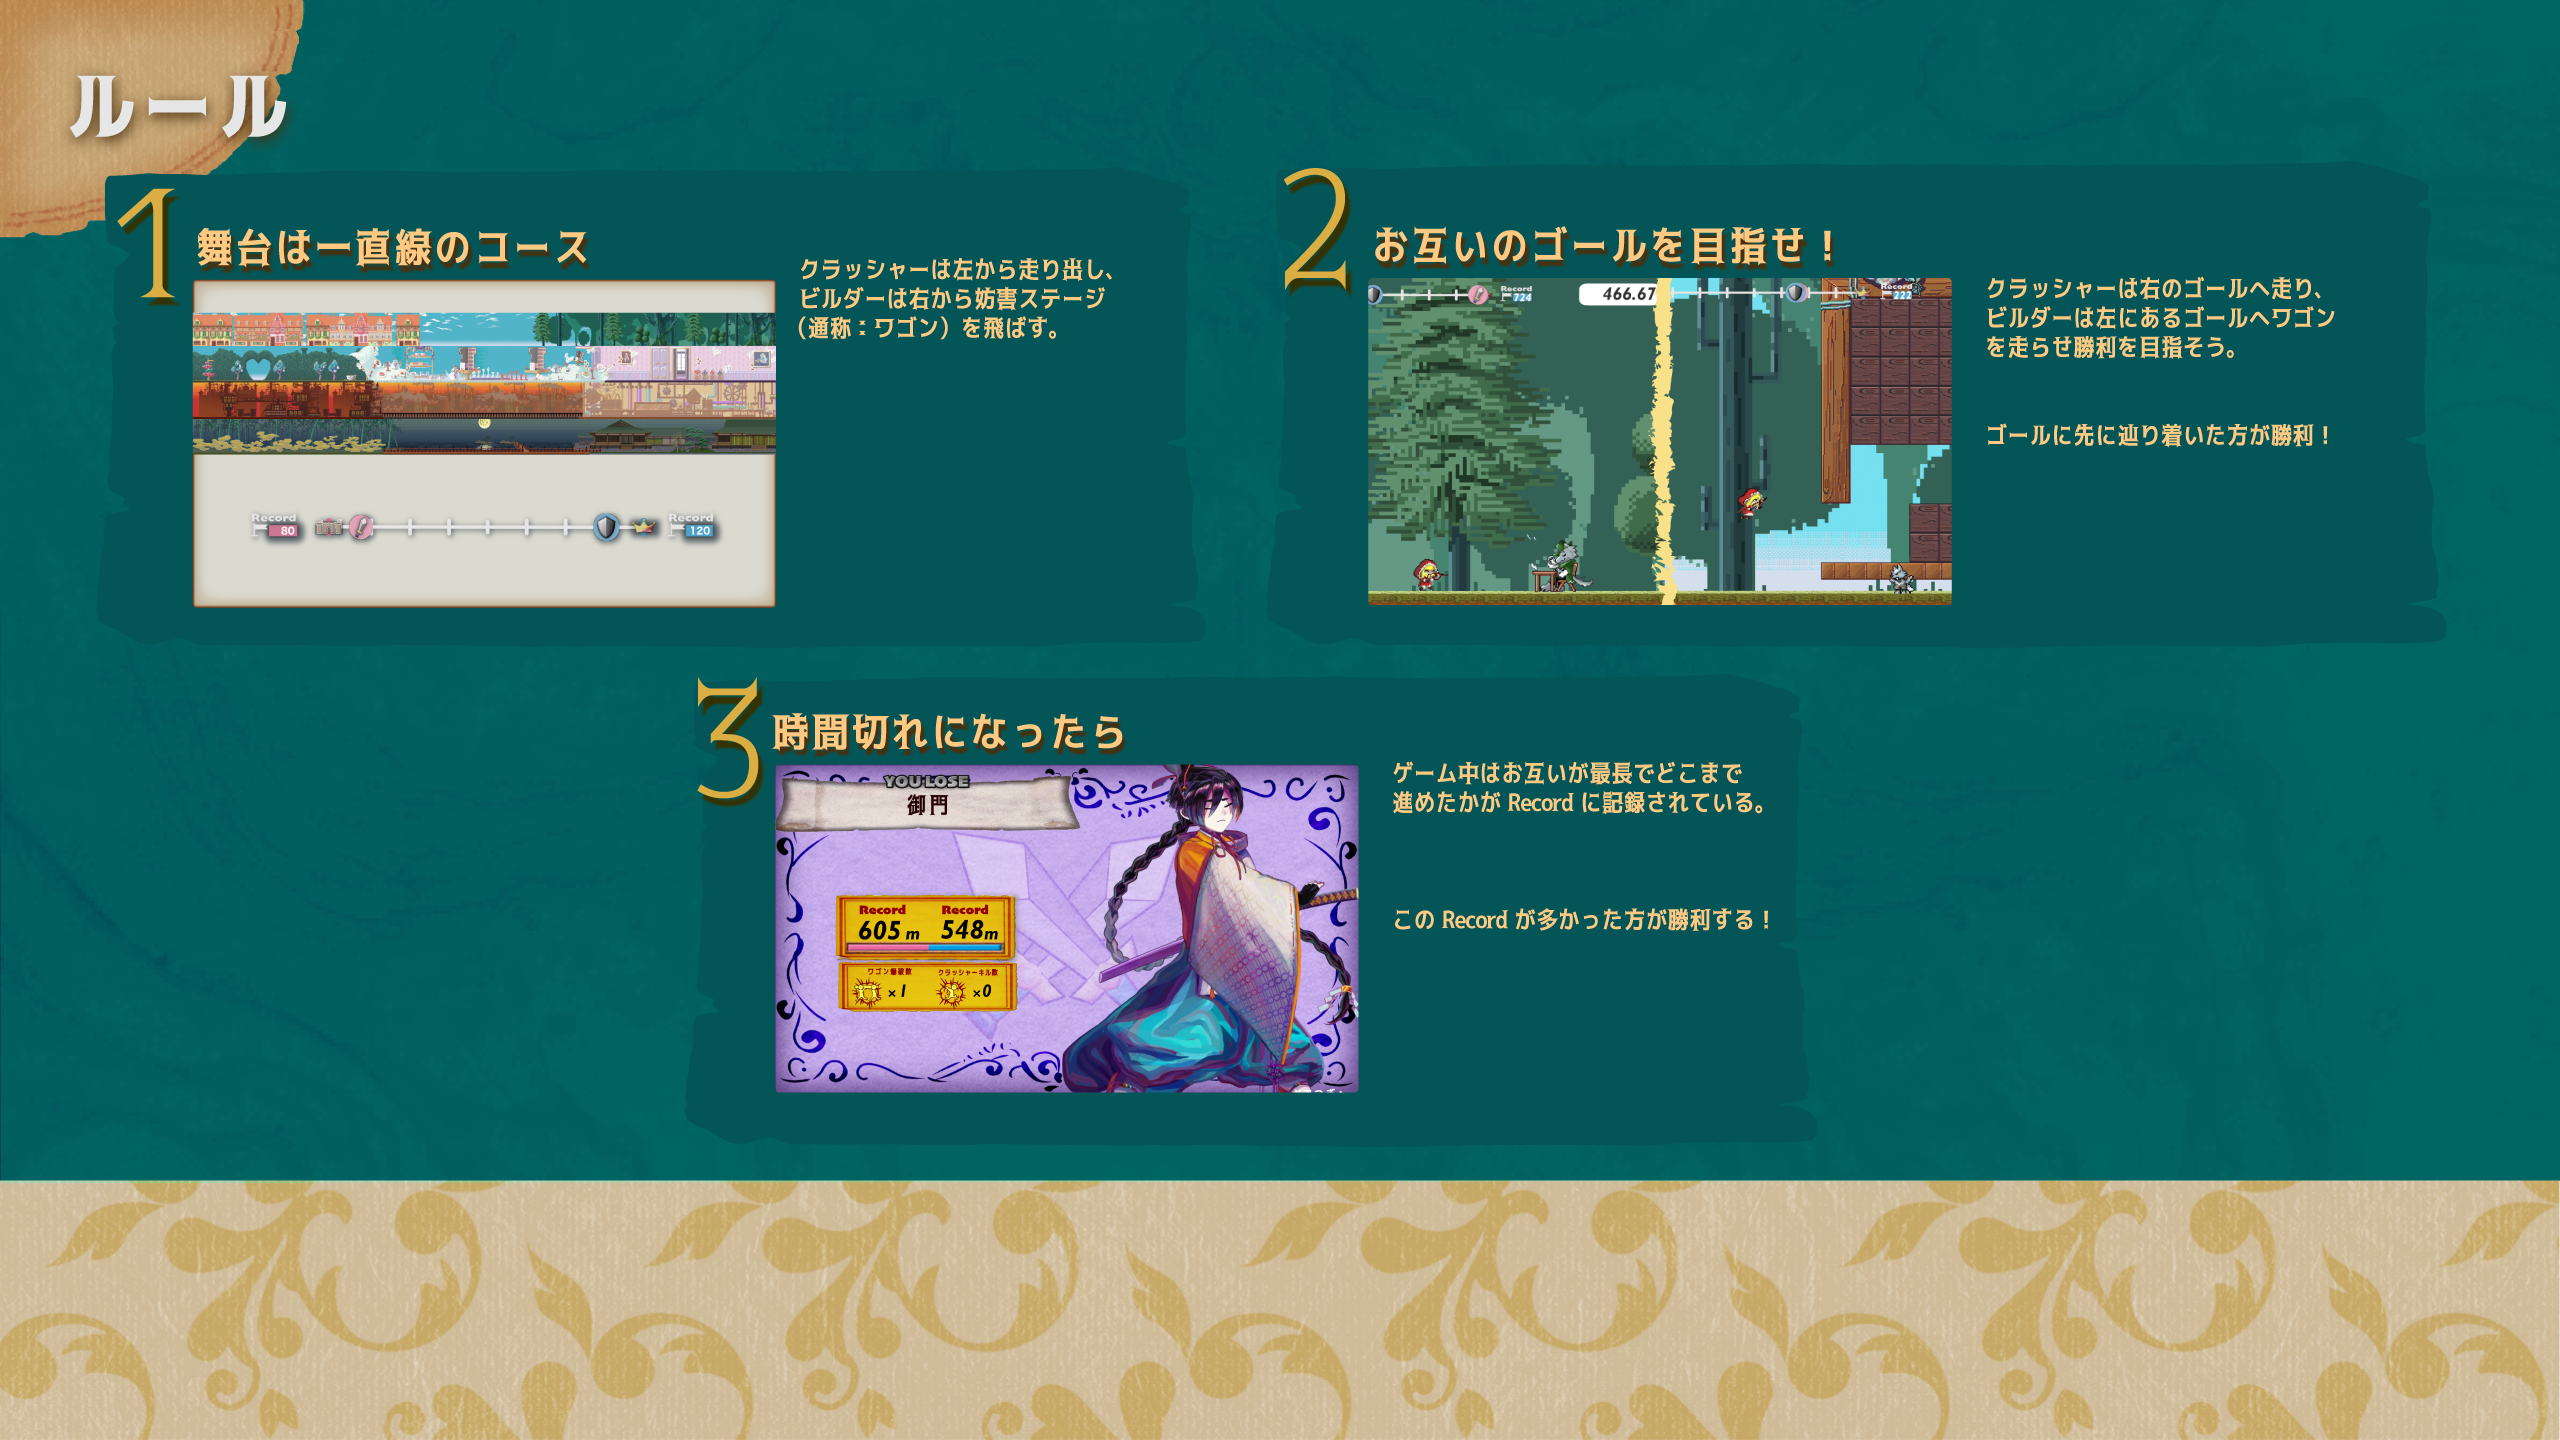 ルール
1
舞台は一直線のコース
クラッシャーは左から走り出し、
ビルダーは右から妨害ステージ
（通称：ワゴン）を飛ばす。
Record
80
Record
120
2
お互いのゴールを目指せ！
Record
724
466.67
Record
222
クラッシャーは右のゴールへ走り、
ビルダーは左にあるゴールへワゴン
を走らせ勝利を目指そう。
ゴールに先に辿り着いた方が勝利！
3
時間切れになったら
YOU LOSE
御門
Record Record
605 m 548m
ワゴン爆破数 クラッシャーキル数
×1 ×0
ゲーム中はお互いが最長でどこまで
進めたかが Record に記録されている。
この Record が多かった方が勝利する！